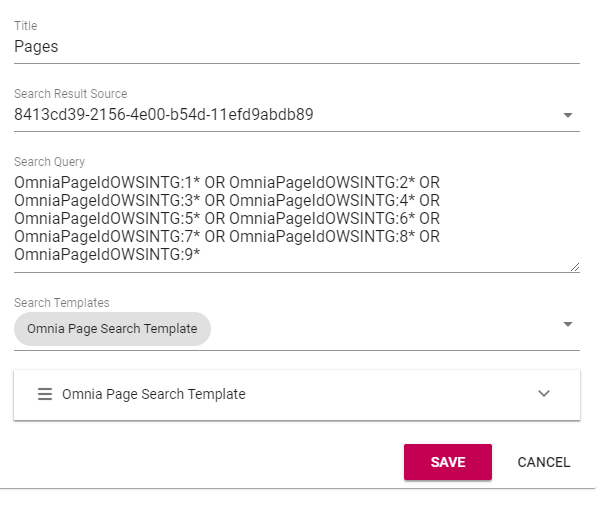 Title
Pages
Search Result Source
8413cd39-2156-4e00-b54d-11efd9abdb89
Search Query
OmniaPageIdOWSINTG:1* OR OmniaPageIdOWSINTG:2* OR
OmniaPageIdOWSINTG:3* OR OmniaPageIdOWSINTG:4* OR
OmniaPageIdOWSINTG:5* OR OmniaPageIdOWSINTG:6* OR
OmniaPageIdOWSINTG:7* OR OmniaPageIdOWSINTG:8* OR
OmniaPageIdOWSINTG:9*
Search Templates
Omnia Page Search Template
Omnia Page Search Template
SAVE CANCEL